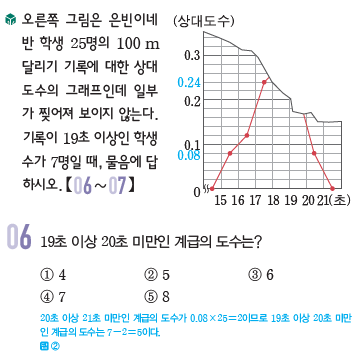 오른쪽 그림은 은빈이네
반 학생 25명의 100 m
달리기 기록에 대한 상대
도수의 그래프인데 일부
가 찢어져 보이지 않는다.
기록이 19초 이상인 학생
수가 7명일 때, 물음에 답
하시오.【06~07】
(상대도수)
0.3
0.24
0.2
0.1
0.08
0
15 16 17 18 19 20 21(초)
06 19초 이상 20초 미만인 계급의 도수는?
① 4 ② 5 ③ 6
④ 7 ⑤ 8
20초 이상 21초 미만인 계급의 도수가 0.08×25=2이므로 19초 이상 20초 미만
인 계급의 도수는 7-2=5이다.
답 ②